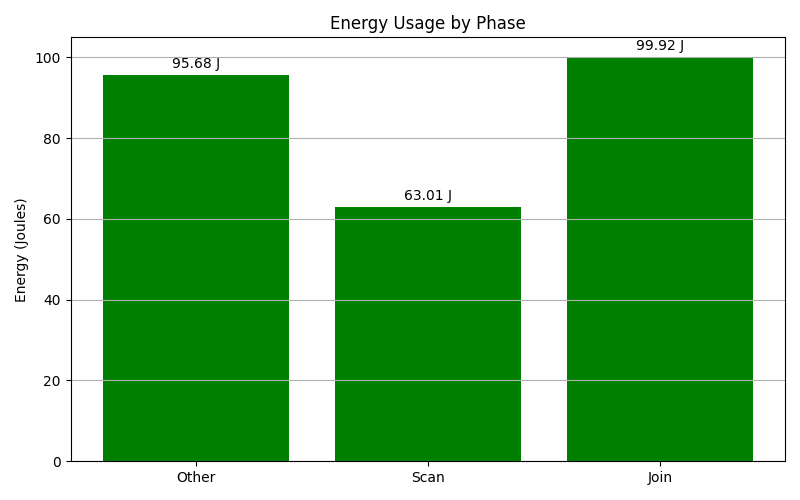 Energy Usage by Phase
Energy (Joules)
100
80
60
40
20
0
95.68 J
63.01 J
99.92 J
Other
Scan
Join